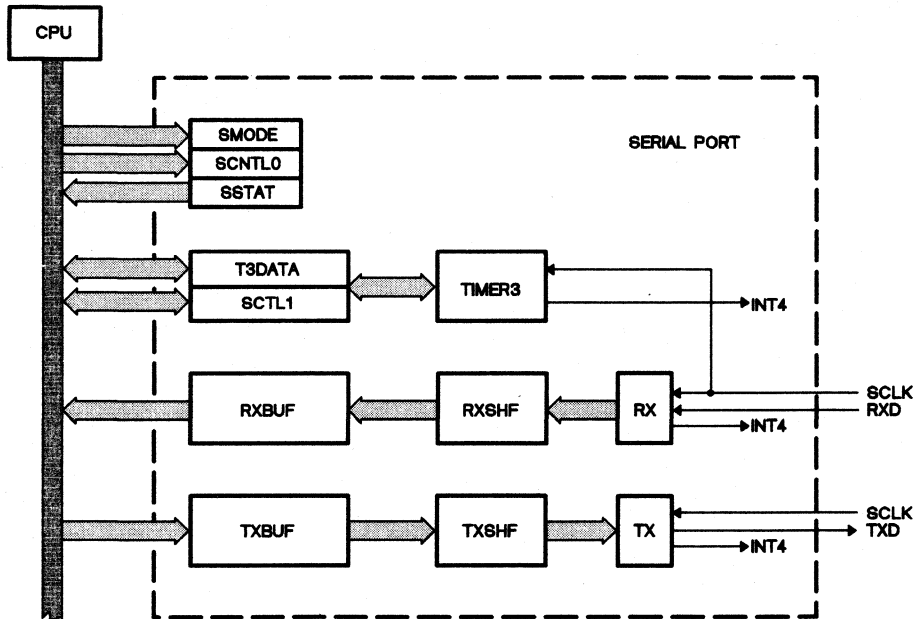 CPU
SERIAL PORT
SMODE
SCNTL0
SSTAT
T3DATA
SCTL1
TIMER3
INT4
RXBUF
RXSHF
RX
SCLK
RXD
INT4
TXBUF
TXSHF
TX
SCLK
TXD
INT4